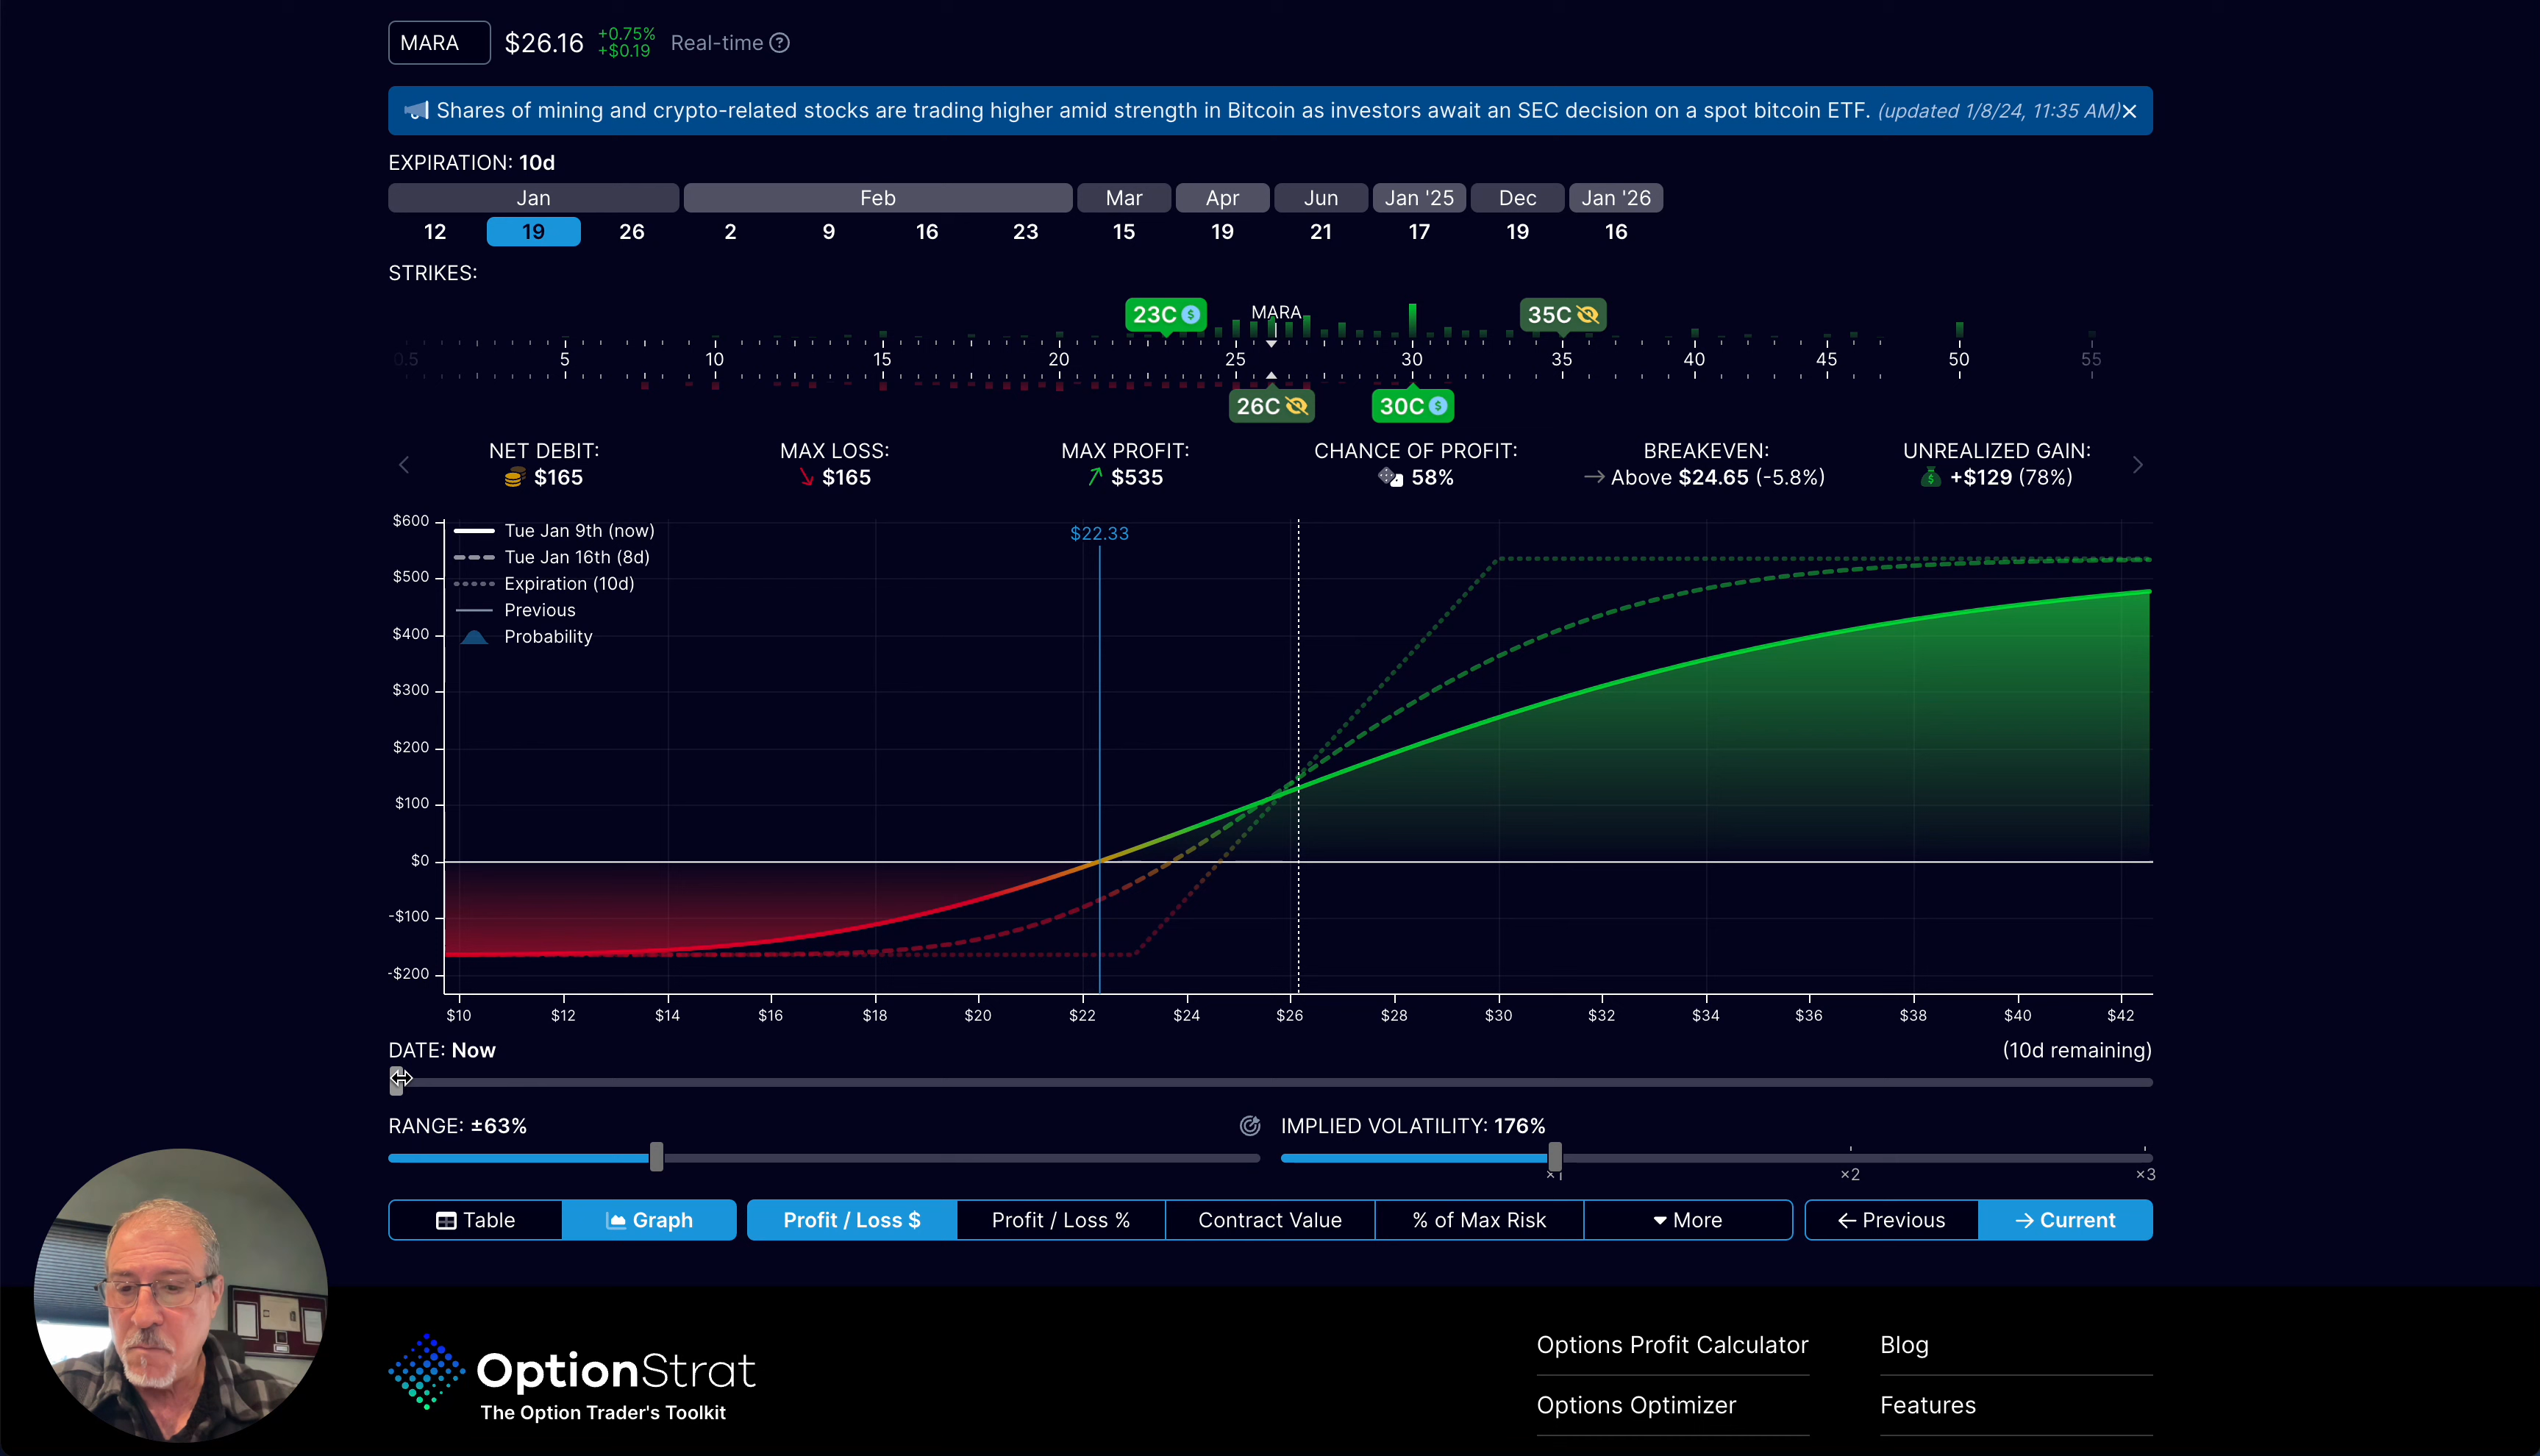 MARA $26.16 +0.75% +$0.19 Real-time ?
Shares of mining and crypto-related stocks are trading higher amid strength in Bitcoin as investors await an SEC decision on a spot bitcoin ETF. (updated 1/8/24, 11:35 AM)
EXPIRATION: 10d
Jan Feb Mar Apr Jun Jan '25 Dec Jan '26
12 19 26 2 9 16 23 15 19 21 17 19 16
STRIKES:
23C $ MARA 35C
0.5 5 10 15 20 25 30 35 40 45 50 55
26C 30C $
NET DEBIT: MAX LOSS: MAX PROFIT: CHANCE OF PROFIT: BREAKEVEN: UNREALIZED GAIN:
$165 $165 $535 58% Above $24.65 (-5.8%) +$129 (78%)
$600
$500
$400
$300
$200
$100
$0
-$100
-$200
Tue Jan 9th (now)
Tue Jan 16th (8d)
Expiration (10d)
Previous
Probability
$22.33
$10 $12 $14 $16 $18 $20 $22 $24 $26 $28 $30 $32 $34 $36 $38 $40 $42
DATE: Now (10d remaining)
RANGE: ±63% IMPLIED VOLATILITY: 176%
×1 ×2 ×3
Table Graph Profit / Loss $ Profit / Loss % Contract Value % of Max Risk More Previous Current
OptionStrat
The Option Trader's Toolkit
Options Profit Calculator Blog
Options Optimizer Features